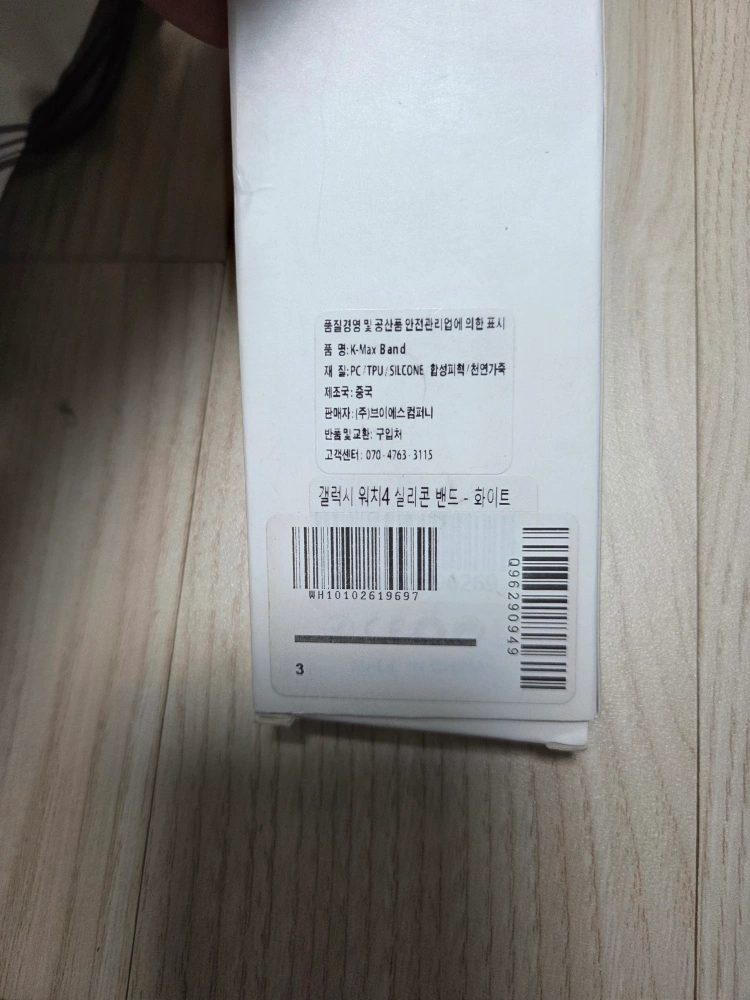 품질경영 및 공산품 안전관리업에 의한 표시
품 명: K-Max Band
재 질: PC/TPU/SILCONE 합성피혁/천연가죽
제조국: 중국
판매자: (주)브이에스컴퍼니
반품및교환: 구입처
고객센터: 070-4763-3115
갤럭시 워치4 실리콘 밴드 - 화이트
WH10102619697
Q96290949
3